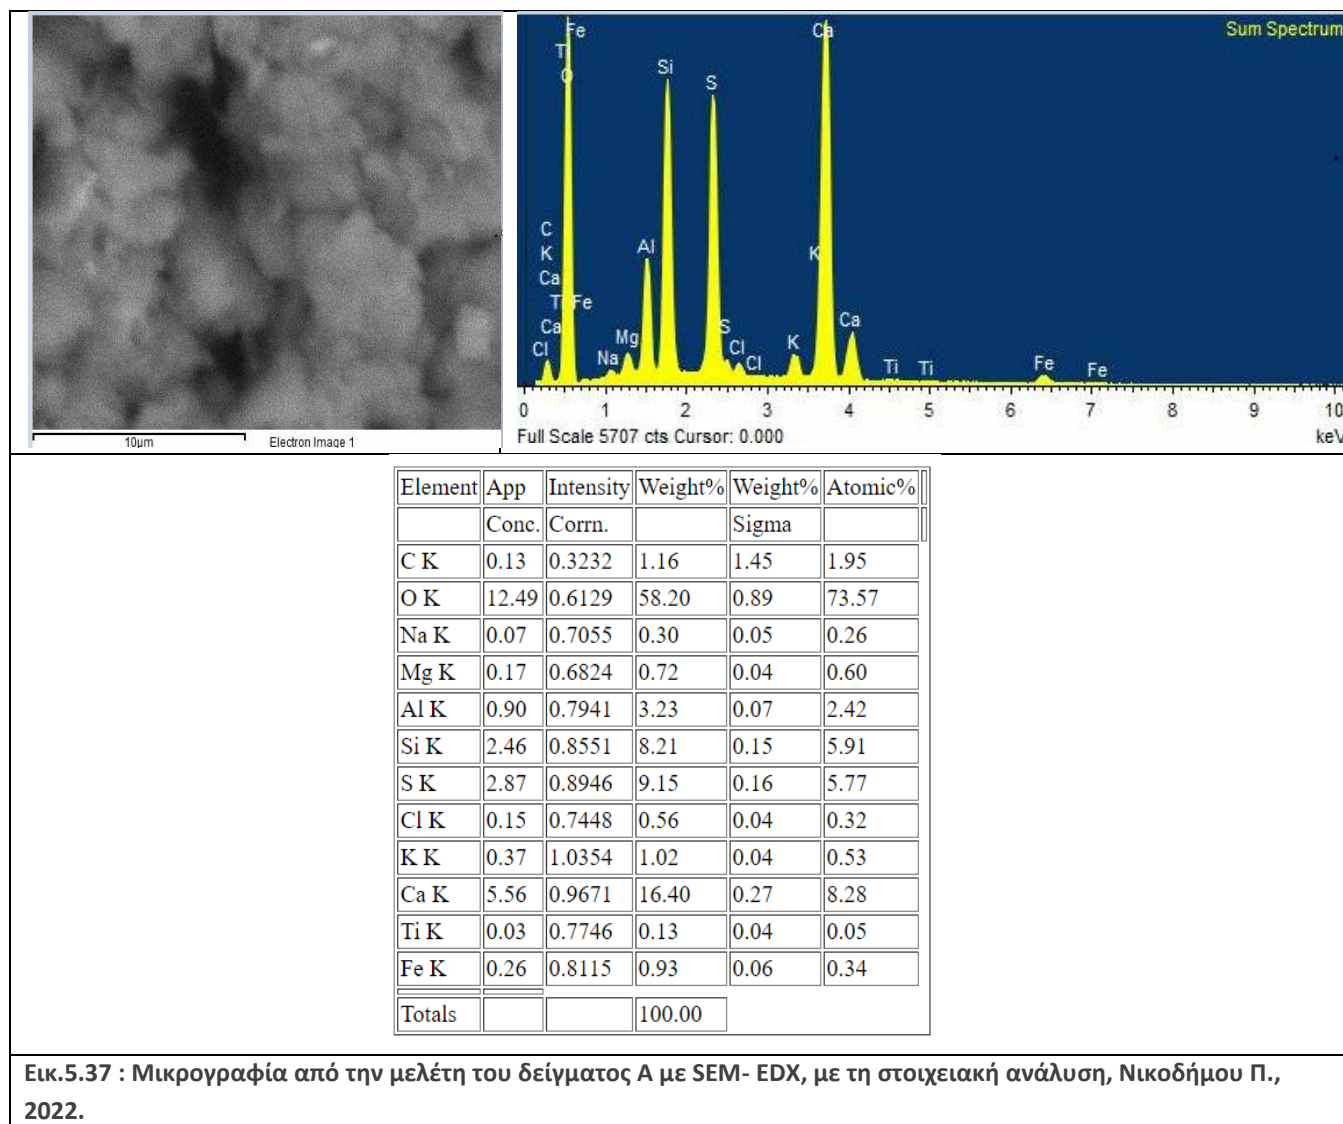 Sum Spectrum
Fe
Ti
O
Si
S
Ca
C
K
Ca
Ti Fe
Ca
Cl
Na
Mg
Al
S
Cl
Cl
K
K
Ca
Ti
Ti
Fe
Fe
0 1 2 3 4 5 6 7 8 9 10
Full Scale 5707 cts Cursor: 0.000 keV
10µm Electron Image 1
Element App Intensity Weight% Weight% Atomic%
Conc. Corrn. Sigma
C K 0.13 0.3232 1.16 1.45 1.95
O K 12.49 0.6129 58.20 0.89 73.57
Na K 0.07 0.7055 0.30 0.05 0.26
Mg K 0.17 0.6824 0.72 0.04 0.60
Al K 0.90 0.7941 3.23 0.07 2.42
Si K 2.46 0.8551 8.21 0.15 5.91
S K 2.87 0.8946 9.15 0.16 5.77
Cl K 0.15 0.7448 0.56 0.04 0.32
K K 0.37 1.0354 1.02 0.04 0.53
Ca K 5.56 0.9671 16.40 0.27 8.28
Ti K 0.03 0.7746 0.13 0.04 0.05
Fe K 0.26 0.8115 0.93 0.06 0.34
Totals 100.00
Εικ.5.37 : Μικρογραφία από την μελέτη του δείγματος Α με SEM- EDX, με τη στοιχειακή ανάλυση, Νικοδήμου Π.,
2022.